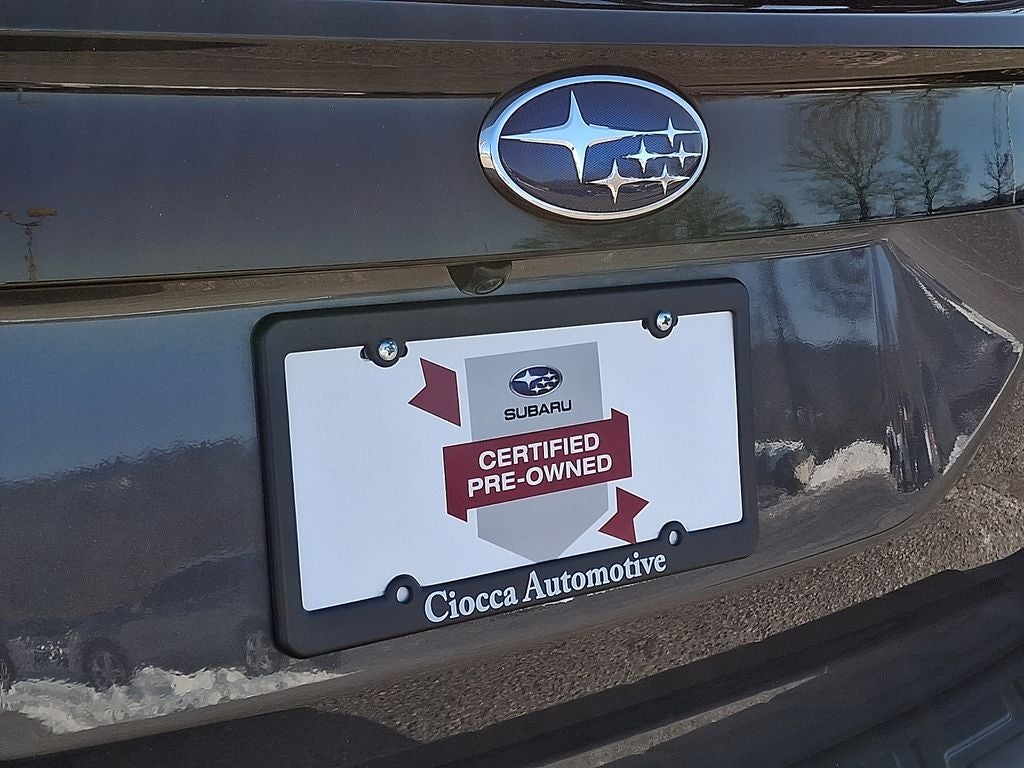 SUBARU
CERTIFIED
PRE-OWNED
Ciocca Automotive